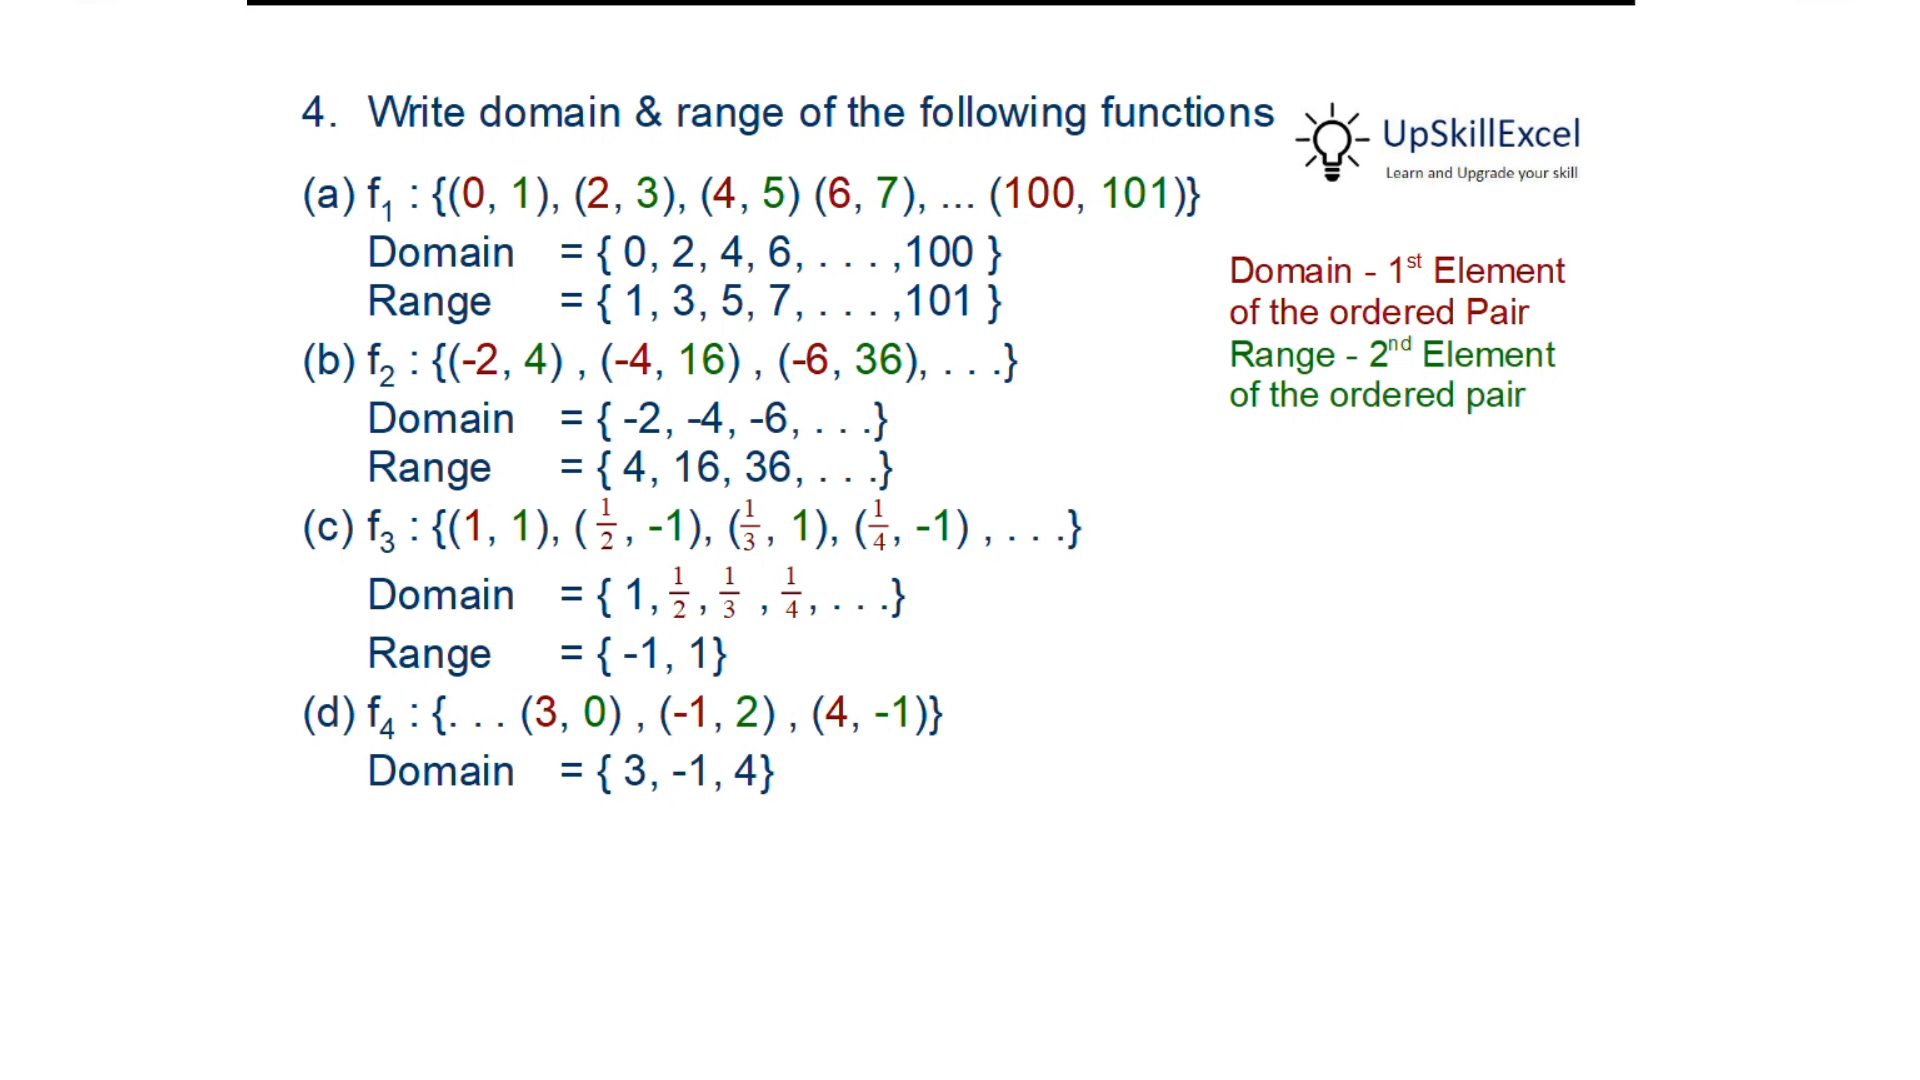 4. Write domain & range of the following functions
UpSkillExcel
Learn and Upgrade your skill
(a) f₁ : {(0, 1), (2, 3), (4, 5) (6, 7), ... (100, 101)}
Domain = { 0, 2, 4, 6, . . . ,100 }
Range = { 1, 3, 5, 7, . . . ,101 }
Domain - 1ˢᵗ Element
of the ordered Pair
Range - 2ⁿᵈ Element
of the ordered pair
(b) f₂ : {(-2, 4) , (-4, 16) , (-6, 36), . . .}
Domain = { -2, -4, -6, . . .}
Range = { 4, 16, 36, . . .}
(c) f₃ : {(1, 1), ( 1/2 , -1), (1/3, 1), (1/4, -1) , . . .}
Domain = { 1, 1/2 , 1/3 , 1/4, . . .}
Range = { -1, 1}
(d) f₄ : {. . . (3, 0) , (-1, 2) , (4, -1)}
Domain = { 3, -1, 4}